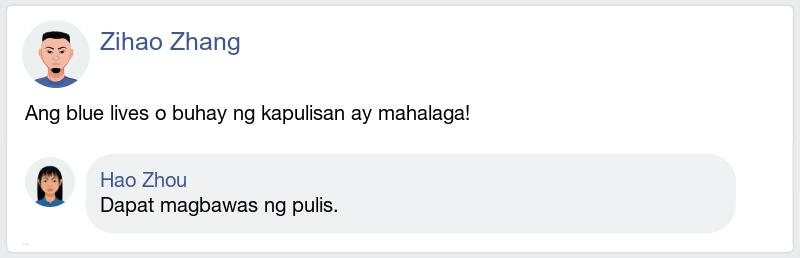 Zihao Zhang
Ang blue lives o buhay ng kapulisan ay mahalaga!
Hao Zhou
Dapat magbawas ng pulis.